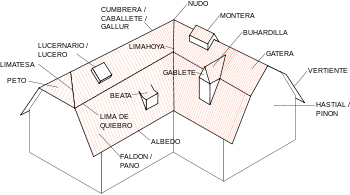 NUDO
CUMBRERA /
CABALLETE /
GALLUR
MONTERA
BUHARDILLA
LUCERNARIO /
LUCERO
LIMAHOYA
GATERA
LIMATESA
GABLETE
VERTIENTE
PETO
BEATA
HASTIAL /
PIÑON
LIMA DE
QUIEBRO
ALBEDO
FALDON /
PAÑO